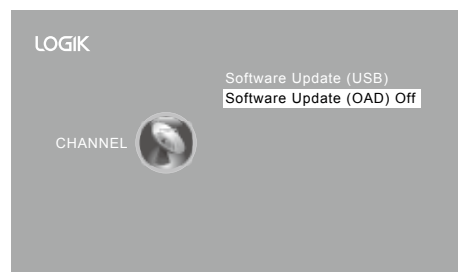 LOGIK
Software Update (USB)
Software Update (OAD) Off
CHANNEL